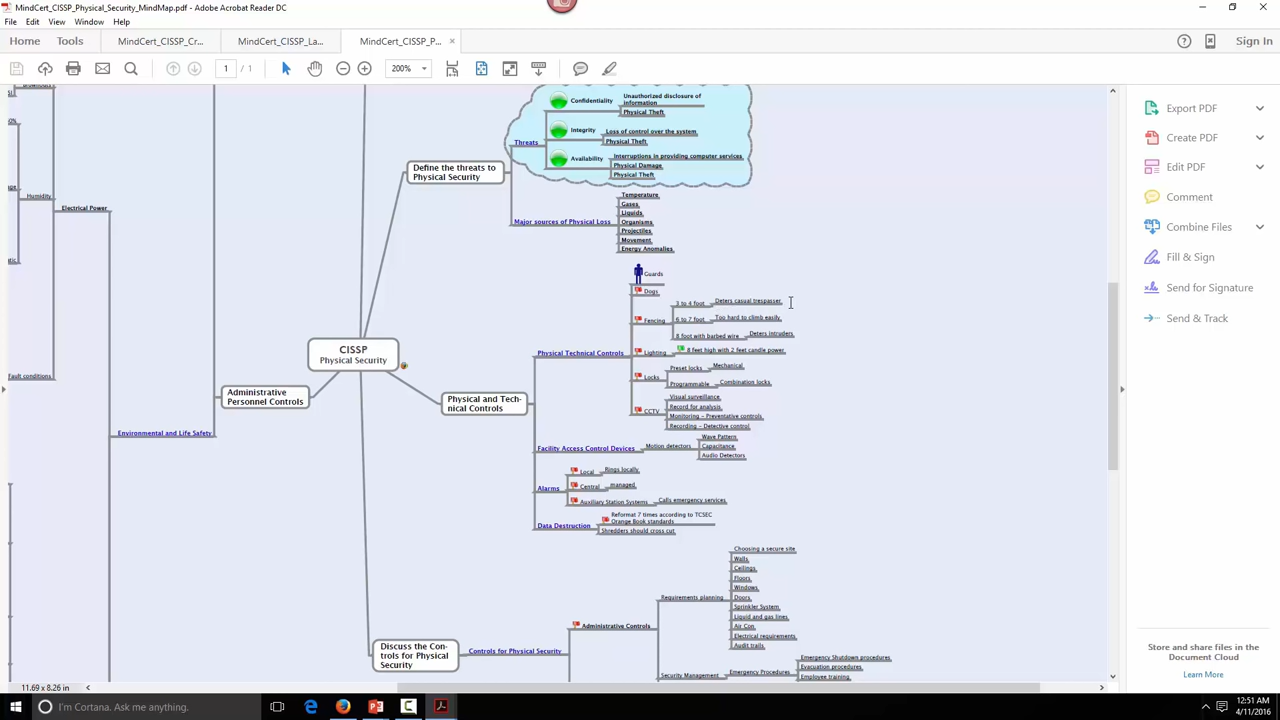 MindCert_CISSP_Physical_Security_MindMap.pdf - Adobe Acrobat Reader DC
File Edit View Window Help
Home Tools MindCert_CISSP_Cr... MindCert_CISSP_La... MindCert_CISSP_P... Sign In
1 / 1 200%
Confidentiality
Unauthorized disclosure of
information
Physical Theft
Integrity
Loss of control over the system
Physical Theft
Threats
Availability
Interruptions in providing computer services
Physical Damage
Physical Theft
Define the threats to
Physical Security
Major sources of Physical Loss
Temperature
Gases
Liquids
Organisms
Projectiles
Movement
Energy Anomalies
Humidity
Electrical Power
Fault conditions
Guards
Dogs
Fencing
3 to 4 foot
Deters casual trespasser
6 to 7 foot
Too hard to climb easily
8 foot with barbed wire
Deters intruders
Physical Technical Controls
Lighting
8 feet high with 2 feet candle power
Locks
Preset locks
Mechanical
Programmable
Combination locks
CCTV
Visual surveillance
Record for analysis
Monitoring - Preventative controls
Recording - Detective control
CISSP
Physical Security
Administrative
Personnel Controls
Environmental and Life Safety
Physical and Tech-
nical Controls
Facility Access Control Devices
Motion detectors
Wave Pattern
Capacitance
Audio Detectors
Alarms
Local
Rings locally
Central
managed
Auxiliary Station Systems
Calls emergency services
Data Destruction
Reformat 7 times according to TCSEC
Orange Book standards
Shredders should cross cut
Discuss the Con-
trols for Physical
Security
Controls for Physical Security
Administrative Controls
Requirements planning
Choosing a secure site
Walls
Ceilings
Floors
Windows
Doors
Sprinkler System
Liquid and gas lines
Air Con
Electrical requirements
Audit trails
Security Management
Emergency Procedures
Emergency Shutdown procedures
Evacuation procedures
Employee training
1.69 x 8.26 in
Export PDF
Create PDF
Edit PDF
Comment
Combine Files
Fill & Sign
Send for Signature
Send & Track
Store and share files in the
Document Cloud
Learn More
I'm Cortana. Ask me anything.
12:51 AM
4/11/2016